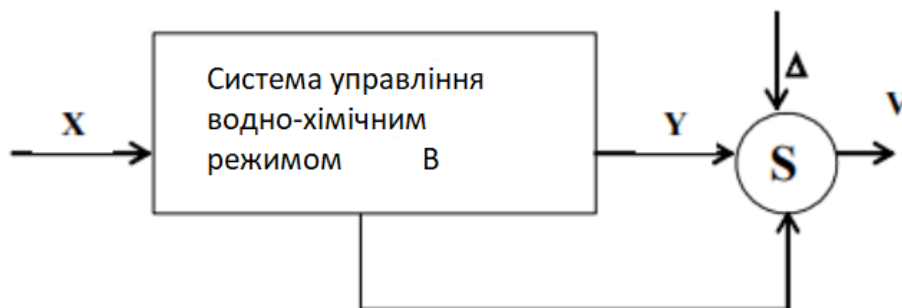 Δ
V
Система управління
водно-хімічним
режимом В
X
Y
S